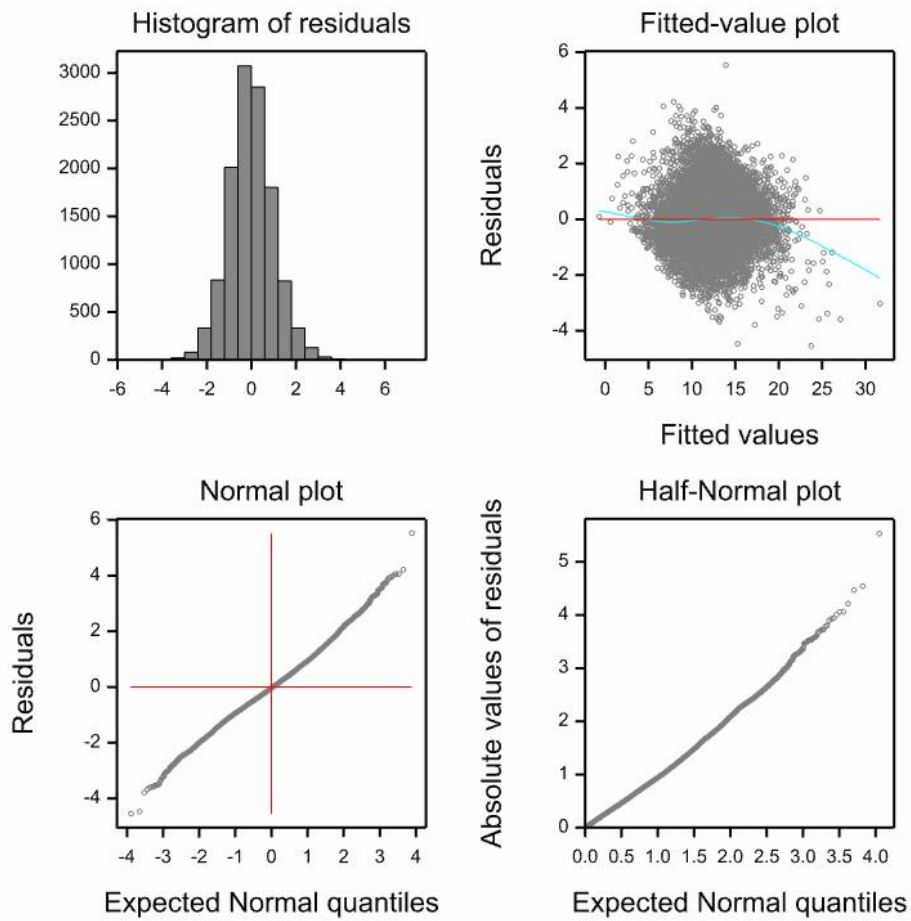 Histogram of residuals
3000
2500
2000
1500
1000
500
0
-6 -4 -2 0 2 4 6
Fitted-value plot
Residuals
6
4
2
0
-2
-4
0 5 10 15 20 25 30
Fitted values
Normal plot
Residuals
6
4
2
0
-2
-4
-4 -3 -2 -1 0 1 2 3 4
Expected Normal quantiles
Half-Normal plot
Absolute values of residuals
5
4
3
2
1
0
0.0 0.5 1.0 1.5 2.0 2.5 3.0 3.5 4.0
Expected Normal quantiles